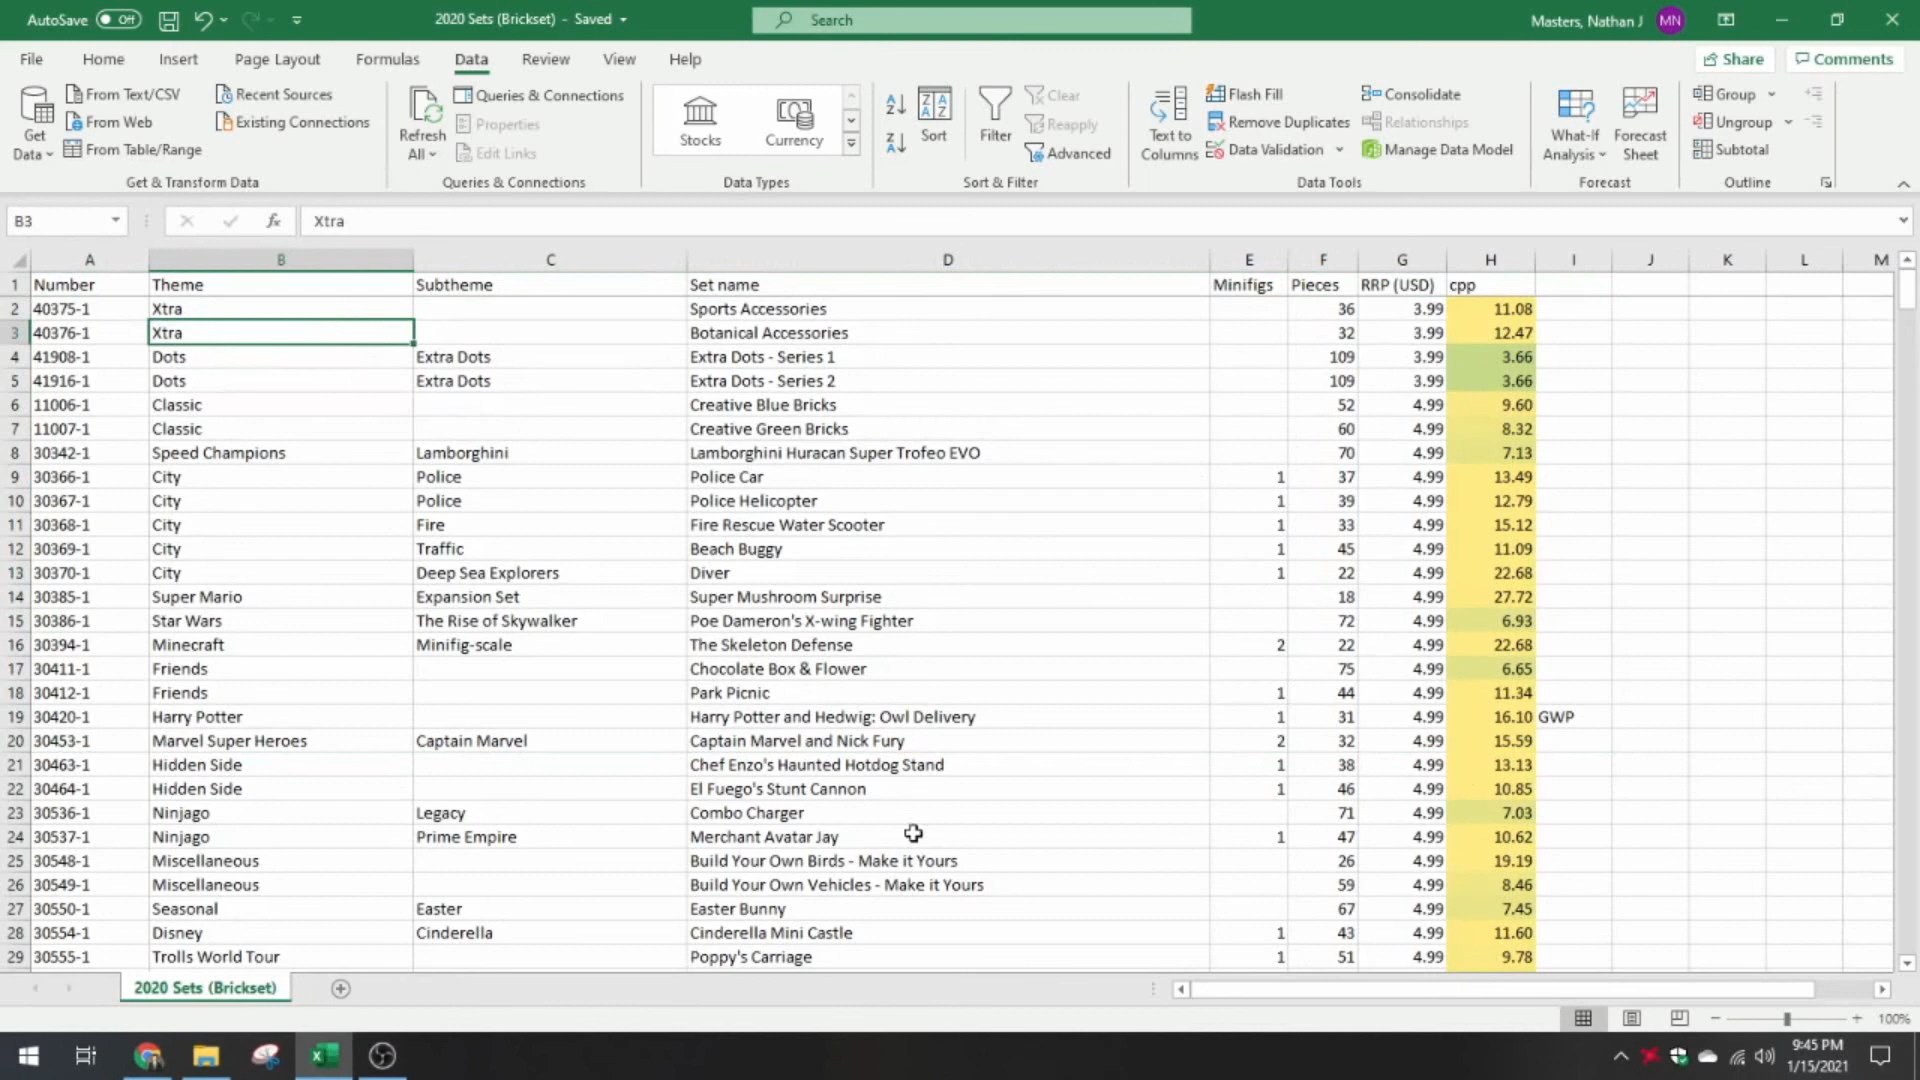 AutoSave Off 2020 Sets (Brickset) - Saved Search Masters, Nathan J MN
File Home Insert Page Layout Formulas Data Review View Help Share Comments
Get Data
From Text/CSV
From Web
From Table/Range
Recent Sources
Existing Connections
Get & Transform Data
Refresh All
Queries & Connections
Properties
Edit Links
Queries & Connections
Stocks
Currency
Data Types
Sort
Filter
Clear
Reapply
Advanced
Sort & Filter
Text to Columns
Flash Fill
Remove Duplicates
Data Validation
Consolidate
Relationships
Manage Data Model
Data Tools
What-If Analysis
Forecast Sheet
Forecast
Group
Ungroup
Subtotal
Outline
B3 fx Xtra
A B C D E F G H I J K L M
1 Number Theme Subtheme Set name Minifigs Pieces RRP (USD) cpp
2 40375-1 Xtra Sports Accessories 36 3.99 11.08
3 40376-1 Xtra Botanical Accessories 32 3.99 12.47
4 41908-1 Dots Extra Dots Extra Dots - Series 1 109 3.99 3.66
5 41916-1 Dots Extra Dots Extra Dots - Series 2 109 3.99 3.66
6 11006-1 Classic Creative Blue Bricks 52 4.99 9.60
7 11007-1 Classic Creative Green Bricks 60 4.99 8.32
8 30342-1 Speed Champions Lamborghini Lamborghini Huracan Super Trofeo EVO 70 4.99 7.13
9 30366-1 City Police Police Car 1 37 4.99 13.49
10 30367-1 City Police Police Helicopter 1 39 4.99 12.79
11 30368-1 City Fire Fire Rescue Water Scooter 1 33 4.99 15.12
12 30369-1 City Traffic Beach Buggy 1 45 4.99 11.09
13 30370-1 City Deep Sea Explorers Diver 1 22 4.99 22.68
14 30385-1 Super Mario Expansion Set Super Mushroom Surprise 18 4.99 27.72
15 30386-1 Star Wars The Rise of Skywalker Poe Dameron's X-wing Fighter 72 4.99 6.93
16 30394-1 Minecraft Minifig-scale The Skeleton Defense 2 22 4.99 22.68
17 30411-1 Friends Chocolate Box & Flower 75 4.99 6.65
18 30412-1 Friends Park Picnic 1 44 4.99 11.34
19 30420-1 Harry Potter Harry Potter and Hedwig: Owl Delivery 1 31 4.99 16.10 GWP
20 30453-1 Marvel Super Heroes Captain Marvel Captain Marvel and Nick Fury 2 32 4.99 15.59
21 30463-1 Hidden Side Chef Enzo's Haunted Hotdog Stand 1 38 4.99 13.13
22 30464-1 Hidden Side El Fuego's Stunt Cannon 1 46 4.99 10.85
23 30536-1 Ninjago Legacy Combo Charger 71 4.99 7.03
24 30537-1 Ninjago Prime Empire Merchant Avatar Jay 1 47 4.99 10.62
25 30548-1 Miscellaneous Build Your Own Birds - Make it Yours 26 4.99 19.19
26 30549-1 Miscellaneous Build Your Own Vehicles - Make it Yours 59 4.99 8.46
27 30550-1 Seasonal Easter Easter Bunny 67 4.99 7.45
28 30554-1 Disney Cinderella Cinderella Mini Castle 1 43 4.99 11.60
29 30555-1 Trolls World Tour Poppy's Carriage 1 51 4.99 9.78
2020 Sets (Brickset)
100%
9:45 PM
1/15/2021